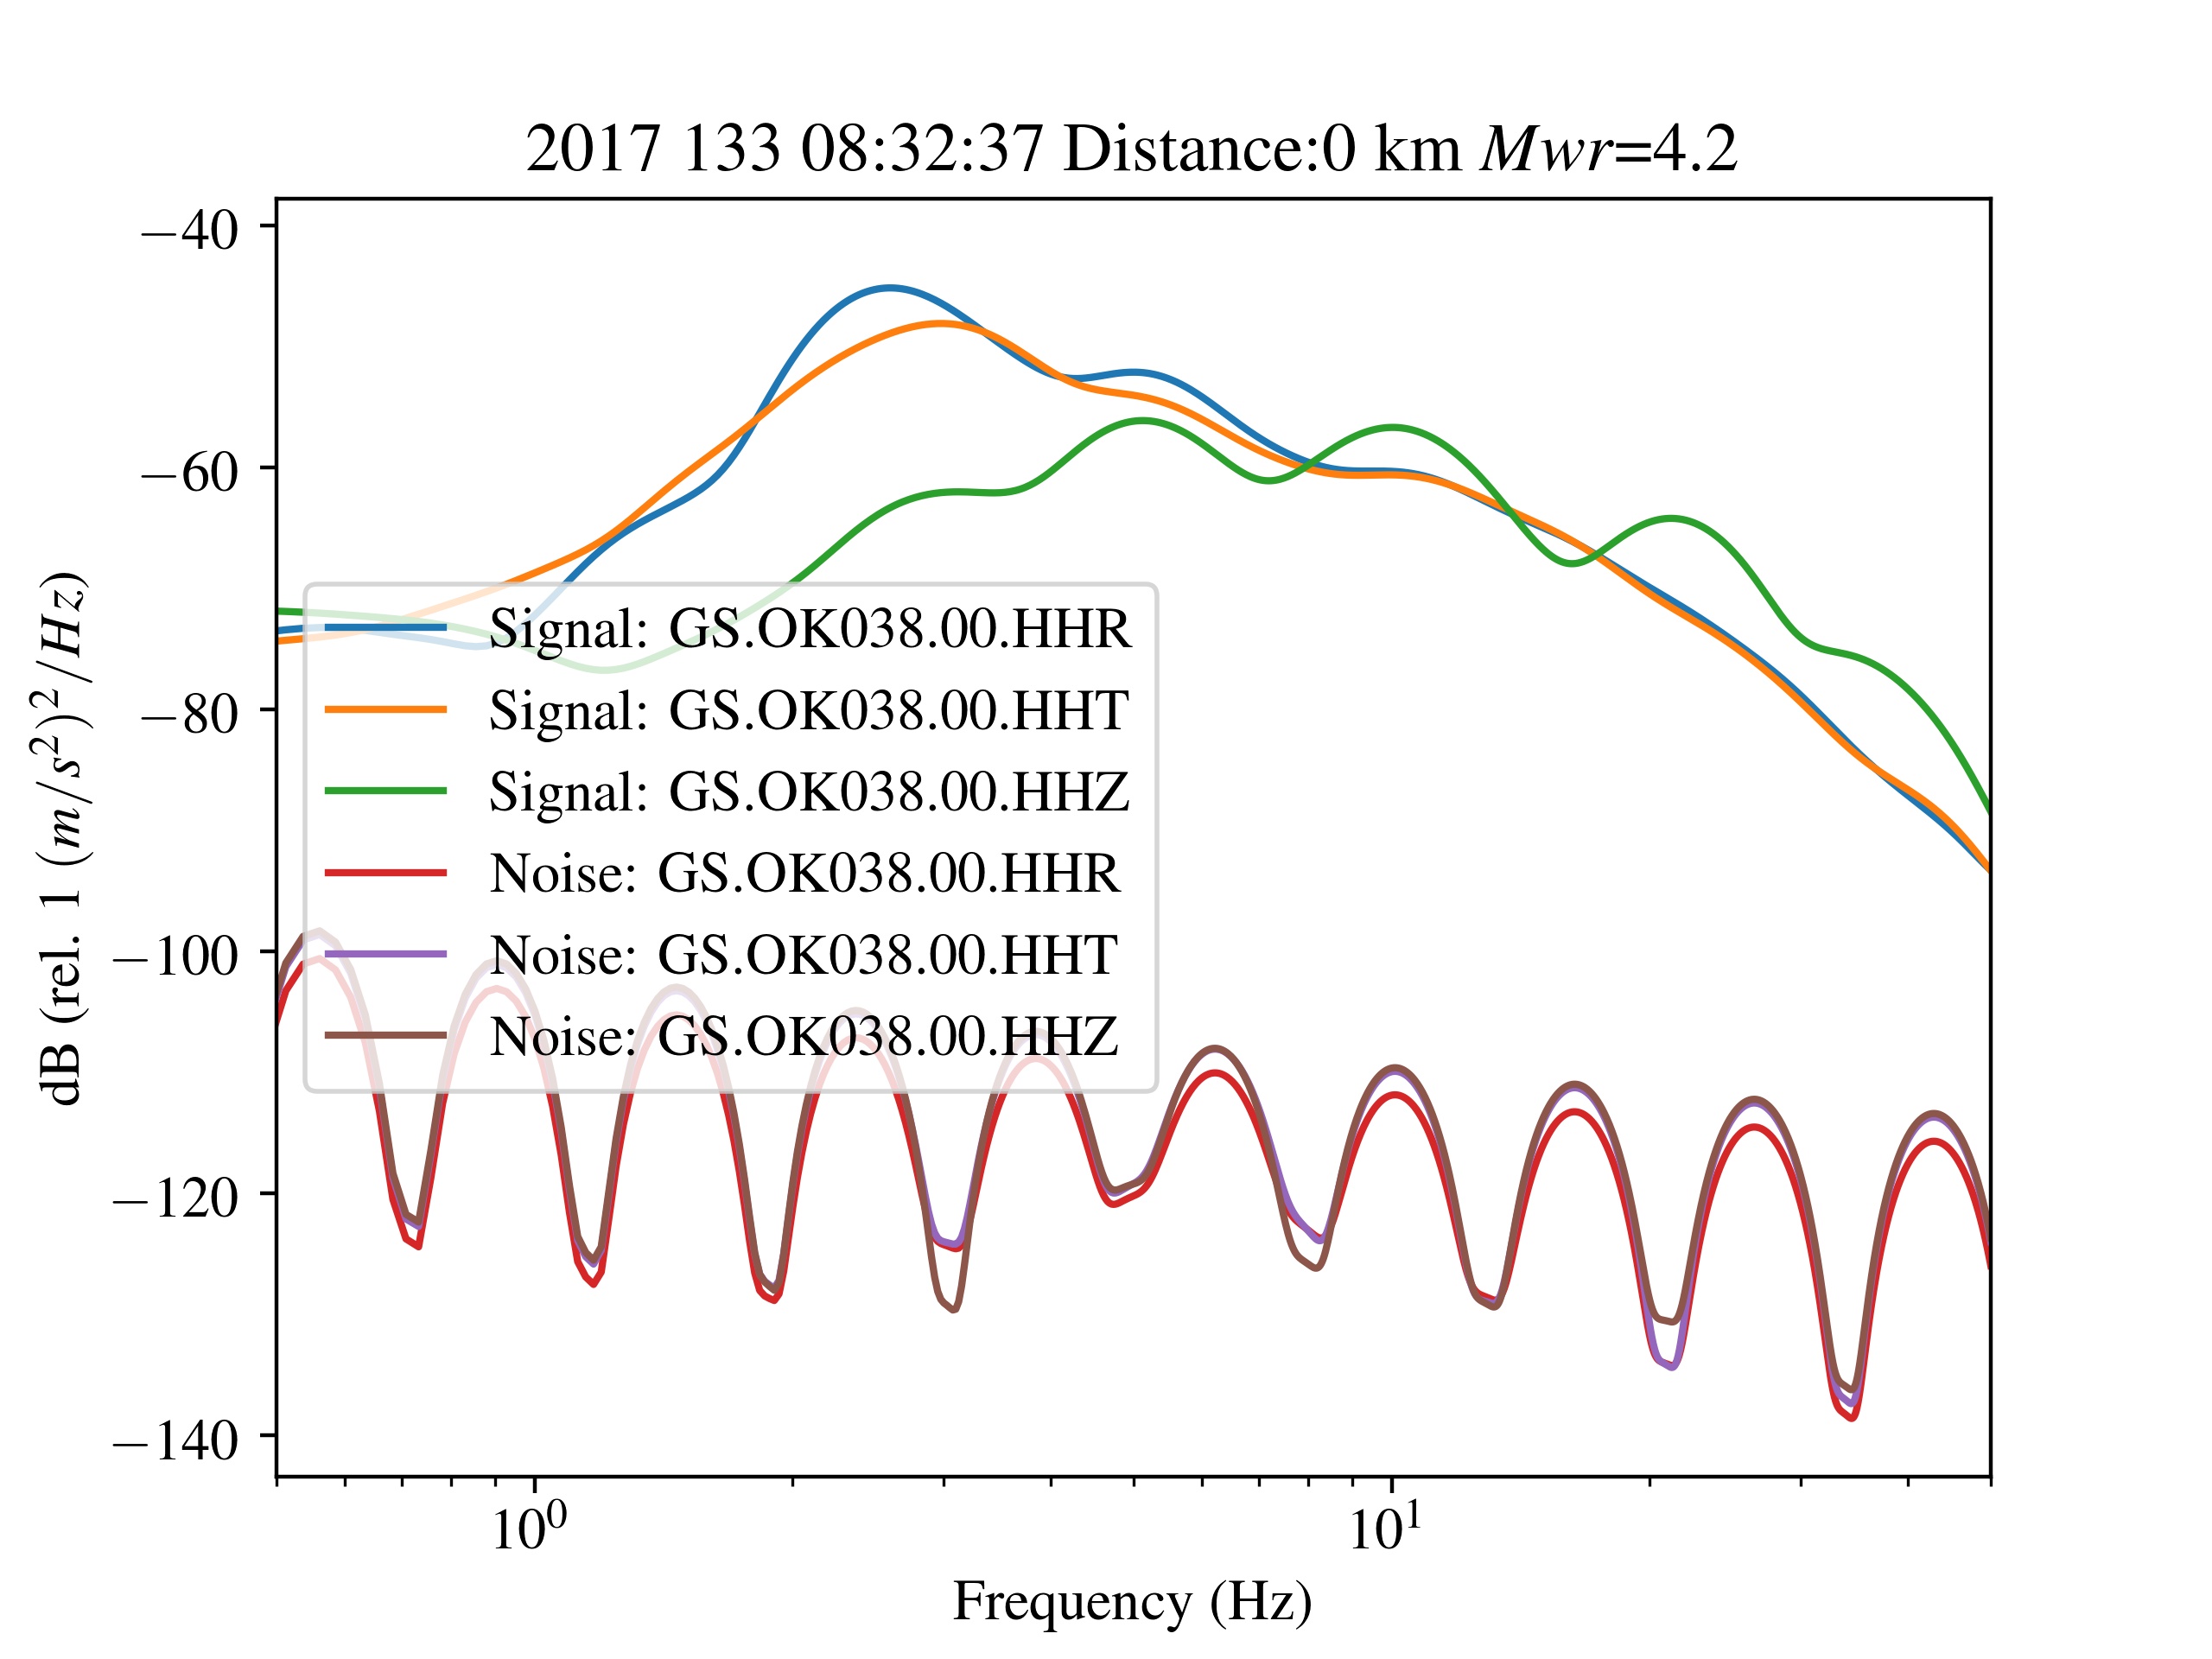 2017 133 08:32:37 Distance:0 km Mwr=4.2
−40
−60
−80
−100
−120
−140
dB (rel. 1 (m/s²)²/Hz)
Signal: GS.OK038.00.HHR
Signal: GS.OK038.00.HHT
Signal: GS.OK038.00.HHZ
Noise: GS.OK038.00.HHR
Noise: GS.OK038.00.HHT
Noise: GS.OK038.00.HHZ
10⁰ 10¹
Frequency (Hz)